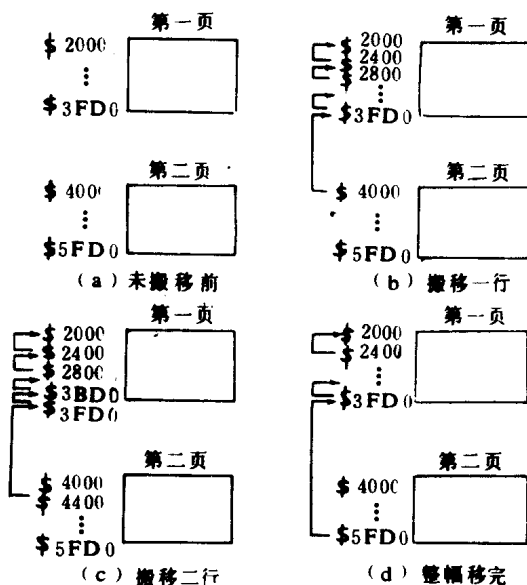 第一页
$ 2000
⋮
$ 3FD0
第二页
$ 4000
⋮
$ 5FD0
(a) 未搬移前
第一页
$ 2000
$ 2400
$ 2800
⋮
$ 3FD0
第二页
$ 4000
⋮
$ 5FD0
(b) 搬移一行
第一页
$ 2000
$ 2400
$ 2800
$ 3BD0
$ 3FD0
第二页
$ 4000
$ 4400
⋮
$ 5FD0
(c) 搬移二行
第一页
$ 2000
$ 2400
⋮
$ 3FD0
第二页
$ 4000
⋮
$ 5FD0
(d) 整幅移完